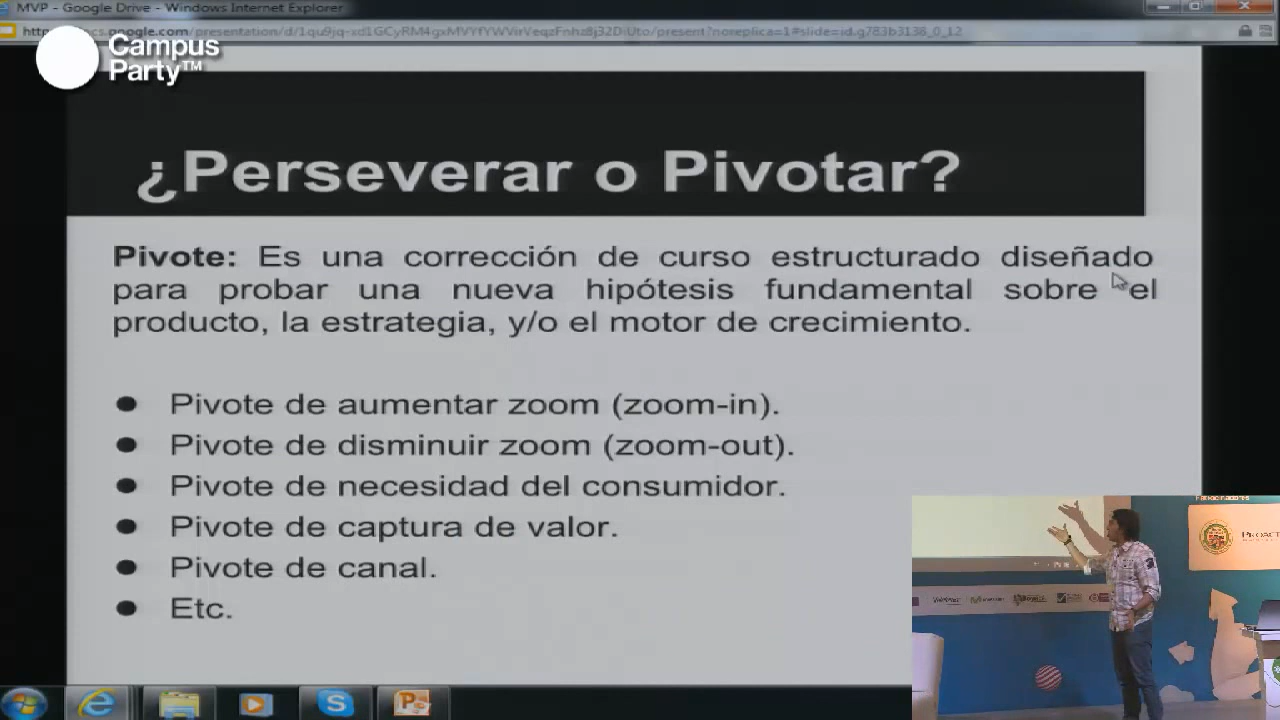 MVP - Google Drive - Windows Internet Explorer
Campus
Party™
¿Perseverar o Pivotar?
Pivote: Es una corrección de curso estructurado diseñado
para probar una nueva hipótesis fundamental sobre el
producto, la estrategia, y/o el motor de crecimiento.
● Pivote de aumentar zoom (zoom-in).
● Pivote de disminuir zoom (zoom-out).
● Pivote de necesidad del consumidor.
● Pivote de captura de valor.
● Pivote de canal.
● Etc.